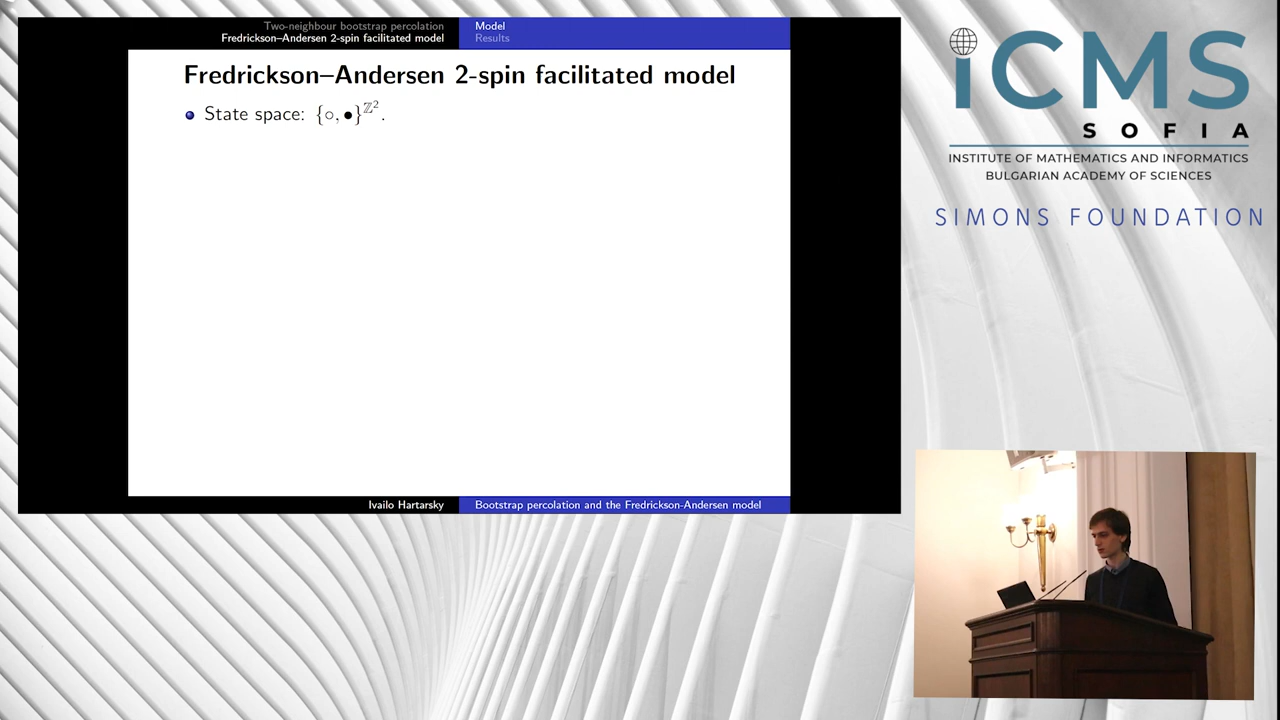 Two-neighbour bootstrap percolation
Fredrickson–Andersen 2-spin facilitated model
Model
Results
Fredrickson–Andersen 2-spin facilitated model
State space: {○, ●}^ℤ².
Ivailo Hartarsky
Bootstrap percolation and the Fredrickson-Andersen model
iCMS
SOFIA
INSTITUTE OF MATHEMATICS AND INFORMATICS
BULGARIAN ACADEMY OF SCIENCES
SIMONS FOUNDATION